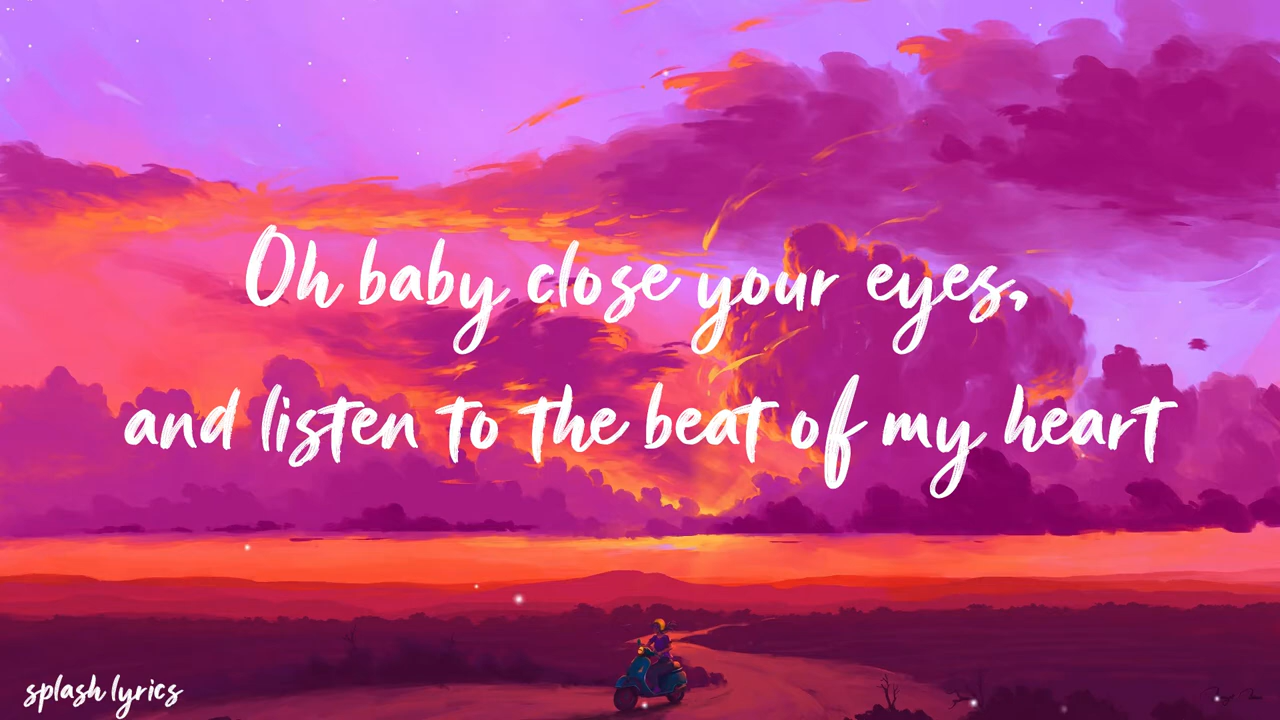 Oh baby close your eyes,
and listen to the beat of my heart
splash lyrics